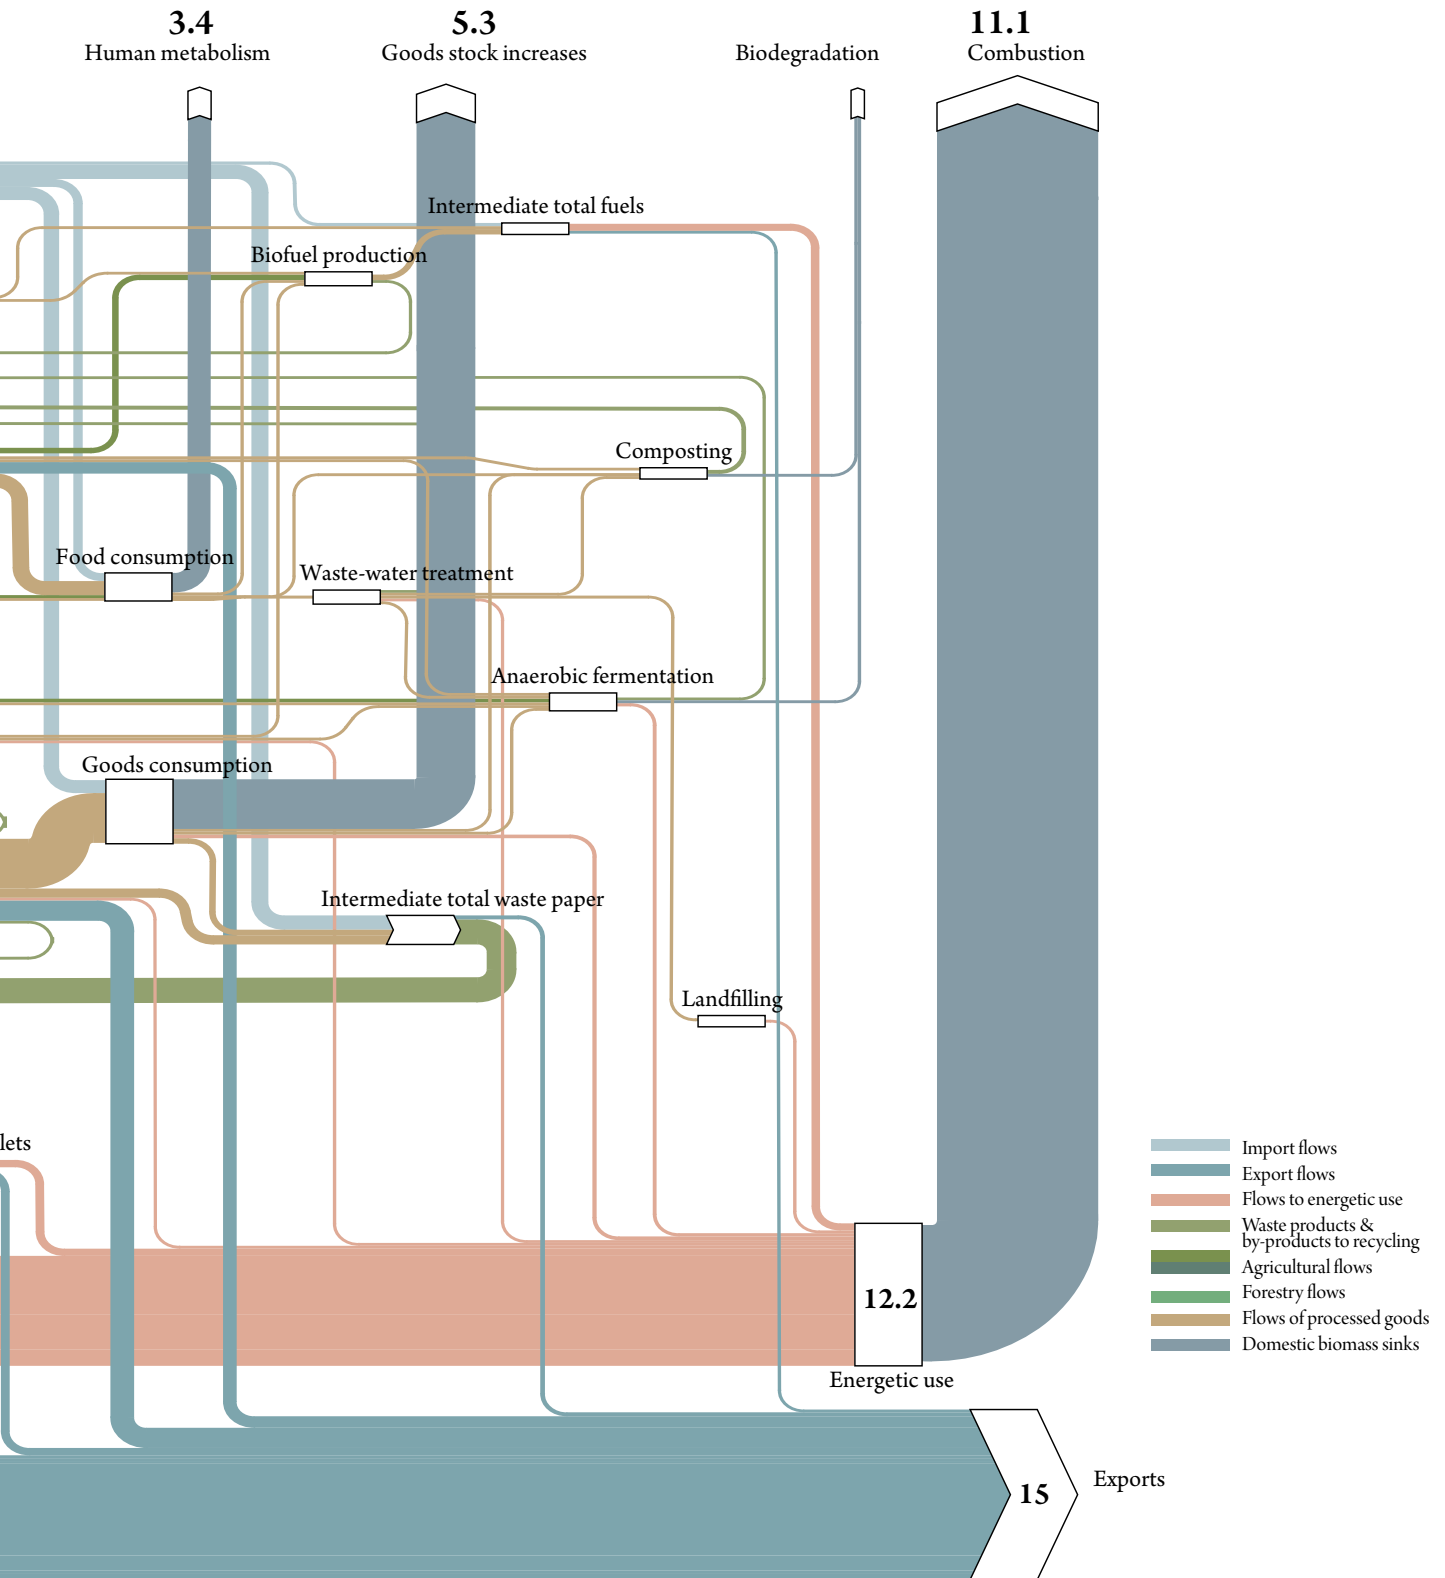 3.4
5.3
11.1
Human metabolism
Goods stock increases
Biodegradation
Combustion
Intermediate total fuels
Biofuel production
Composting
Food consumption
Waste-water treatment
Anaerobic fermentation
Goods consumption
Intermediate total waste paper
Landfilling
lets
Import flows
Export flows
Flows to energetic use
Waste products &
by-products to recycling
Agricultural flows
Forestry flows
Flows of processed goods
Domestic biomass sinks
12.2
Energetic use
15
Exports